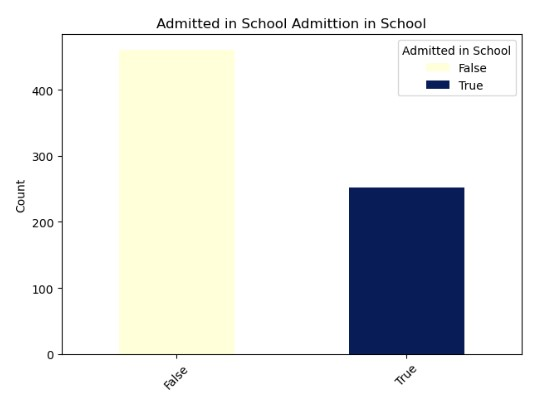 Admitted in School Admittion in School
Admitted in School
False
True
Count
400
300
200
100
0
False
True